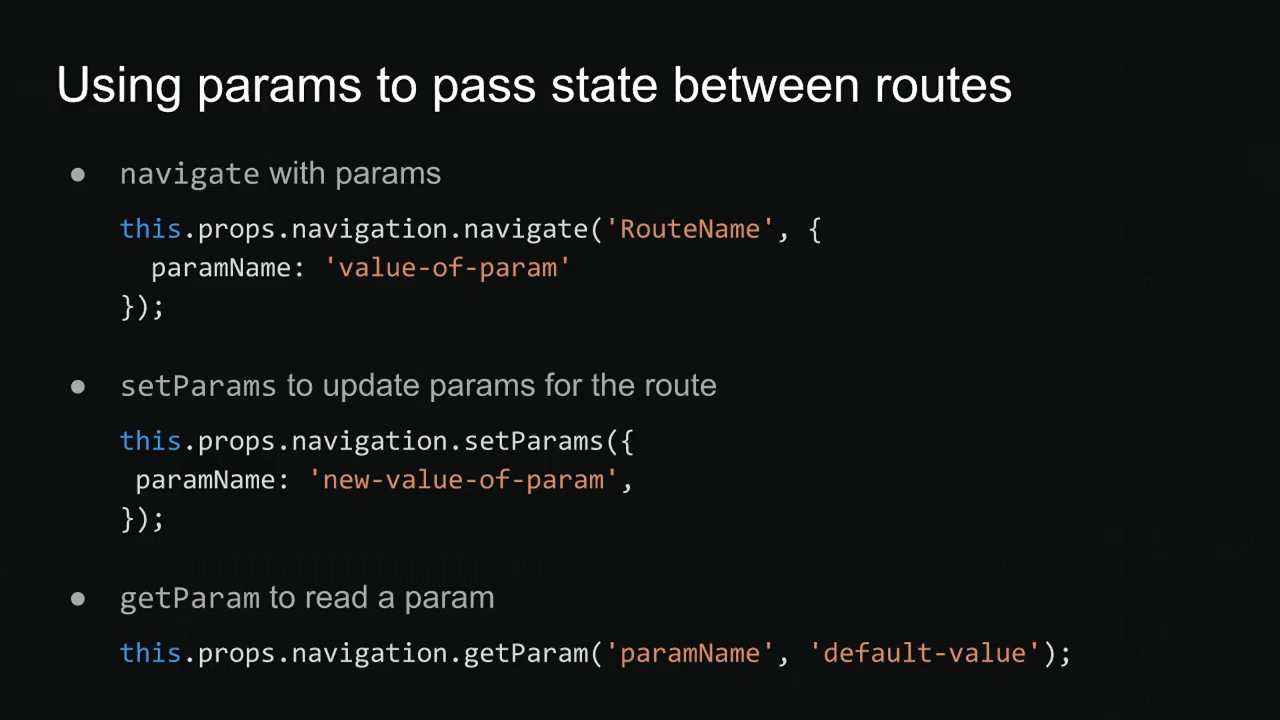 Using params to pass state between routes
● navigate with params
this.props.navigation.navigate('RouteName', {
  paramName: 'value-of-param'
});
● setParams to update params for the route
this.props.navigation.setParams({
 paramName: 'new-value-of-param',
});
● getParam to read a param
this.props.navigation.getParam('paramName', 'default-value');